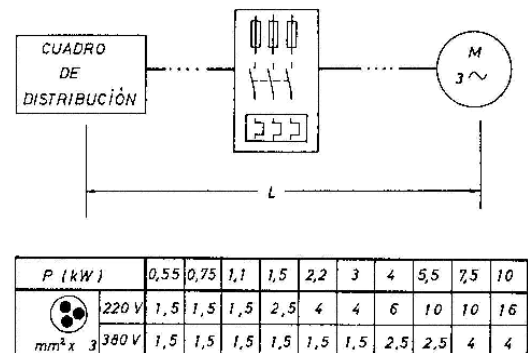 CUADRO
DE
DISTRIBUCIÓN
M
3 ~
L
P (kW) 0,55 0,75 1,1 1,5 2,2 3 4 5,5 7,5 10
220 V 1,5 1,5 1,5 2,5 4 4 6 10 10 16
mm² x 3 380 V 1,5 1,5 1,5 1,5 1,5 1,5 2,5 2,5 4 4